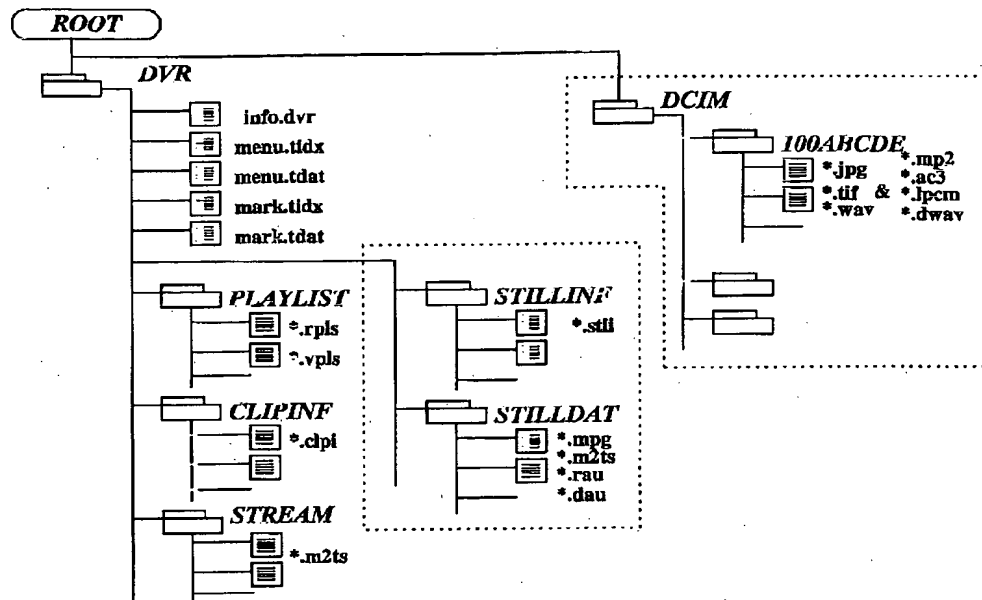 ROOT
DVR
info.dvr
menu.tidx
menu.tdat
mark.tidx
mark.tdat
PLAYLIST
*.rpls
*.vpls
CLIPINF
*.clpi
STREAM
*.m2ts
STILLINF
*.stli
STILLDAT
*.mpg
*.m2ts
*.rau
*.dau
DCIM
100ABCDE
*.jpg
*.tif &
*.wav
*.mp2
*.ac3
*.lpcm
*.dwav